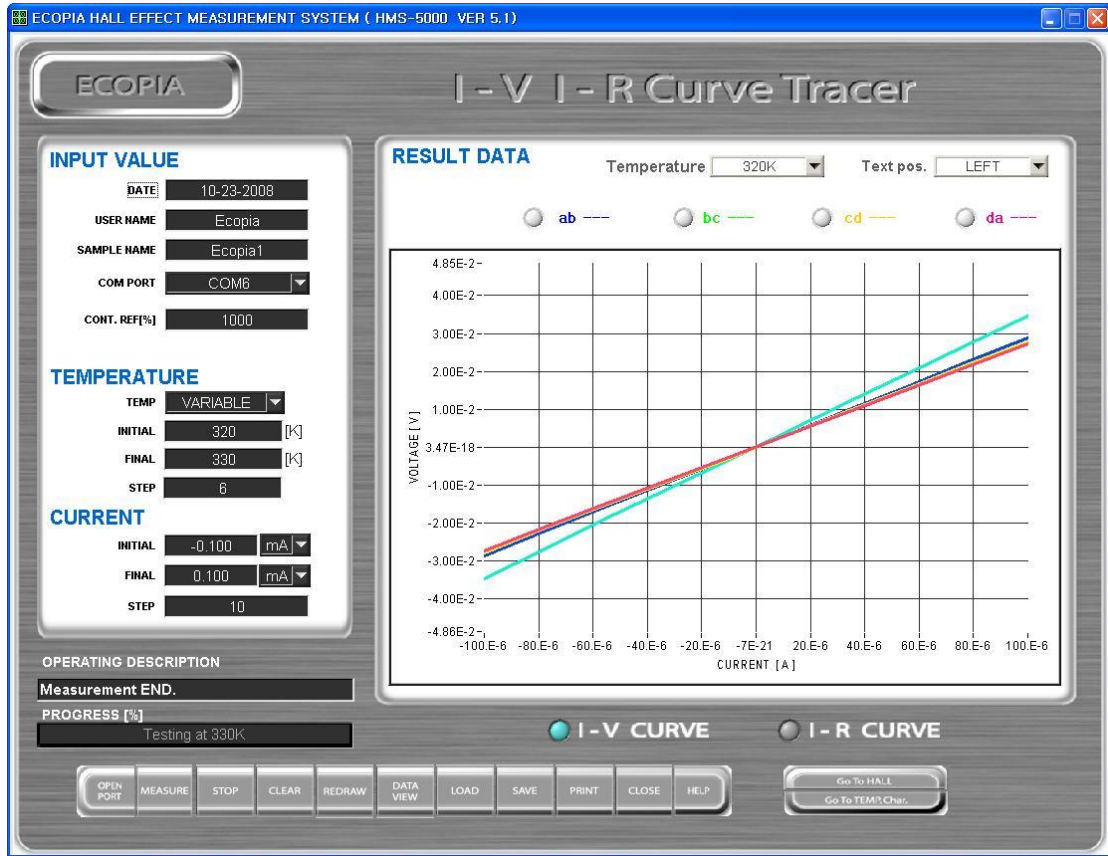 ECOPIA HALL EFFECT MEASUREMENT SYSTEM ( HMS-5000 VER 5.1)
ECOPIA
I - V I - R Curve Tracer
INPUT VALUE
DATE 10-23-2008
USER NAME Ecopia
SAMPLE NAME Ecopia1
COM PORT COM6
CONT. REF[%] 1000
TEMPERATURE
TEMP VARIABLE
INITIAL 320 [K]
FINAL 330 [K]
STEP 6
CURRENT
INITIAL -0.100 mA
FINAL 0.100 mA
STEP 10
OPERATING DESCRIPTION
Measurement END.
PROGRESS [%]
Testing at 330K
RESULT DATA
Temperature 320K Text pos. LEFT
ab --- bc --- cd --- da ---
4.85E-2
4.00E-2
3.00E-2
2.00E-2
1.00E-2
3.47E-18
-1.00E-2
-2.00E-2
-3.00E-2
-4.00E-2
-4.86E-2
VOLTAGE [V]
-100.E-6 -80.E-6 -60.E-6 -40.E-6 -20.E-6 -7E-21 20.E-6 40.E-6 60.E-6 80.E-6 100.E-6
CURRENT [A]
I - V CURVE I - R CURVE
OPEN PORT MEASURE STOP CLEAR REDRAW DATA VIEW LOAD SAVE PRINT CLOSE HELP
Go To HALL
Go To TEMP.Char.